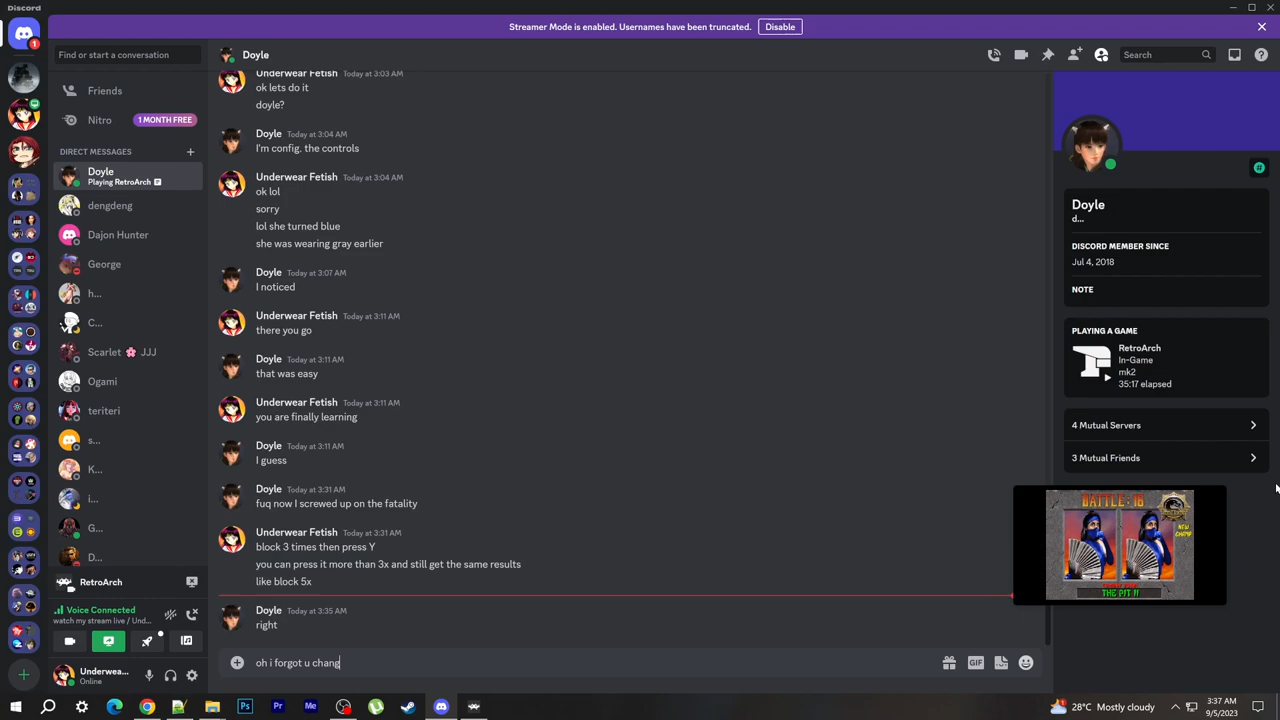 Discord
Streamer Mode is enabled. Usernames have been truncated.
Disable
Find or start a conversation
Doyle
Search
Friends
Nitro
1 MONTH FREE
DIRECT MESSAGES
Doyle
Playing RetroArch
dengdeng
Dajon Hunter
George
h...
C...
Scarlet 🌸 JJJ
Ogami
teriteri
s...
K...
i...
G...
D...
RetroArch
Voice Connected
watch my stream live / Und...
Underwea...
Online
1
Underwear Fetish Today at 3:03 AM
ok lets do it
doyle?
Doyle Today at 3:04 AM
I'm config. the controls
Underwear Fetish Today at 3:04 AM
ok lol
sorry
lol she turned blue
she was wearing gray earlier
Doyle Today at 3:07 AM
I noticed
Underwear Fetish Today at 3:11 AM
there you go
Doyle Today at 3:11 AM
that was easy
Underwear Fetish Today at 3:11 AM
you are finally learning
Doyle Today at 3:11 AM
I guess
Doyle Today at 3:31 AM
fuq now I screwed up on the fatality
Underwear Fetish Today at 3:31 AM
block 3 times then press Y
you can press it more than 3x and still get the same results
like block 5x
Doyle Today at 3:35 AM
right
oh i forgot u chang
GIF
Doyle
d...
DISCORD MEMBER SINCE
Jul 4, 2018
NOTE
PLAYING A GAME
RetroArch
In-Game
mk2
35:17 elapsed
4 Mutual Servers
3 Mutual Friends
BATTLE: 18
NEW
CHAMP
THE PIT II
Ps
Pr
Me
28°C Mostly cloudy
3:37 AM
9/5/2023